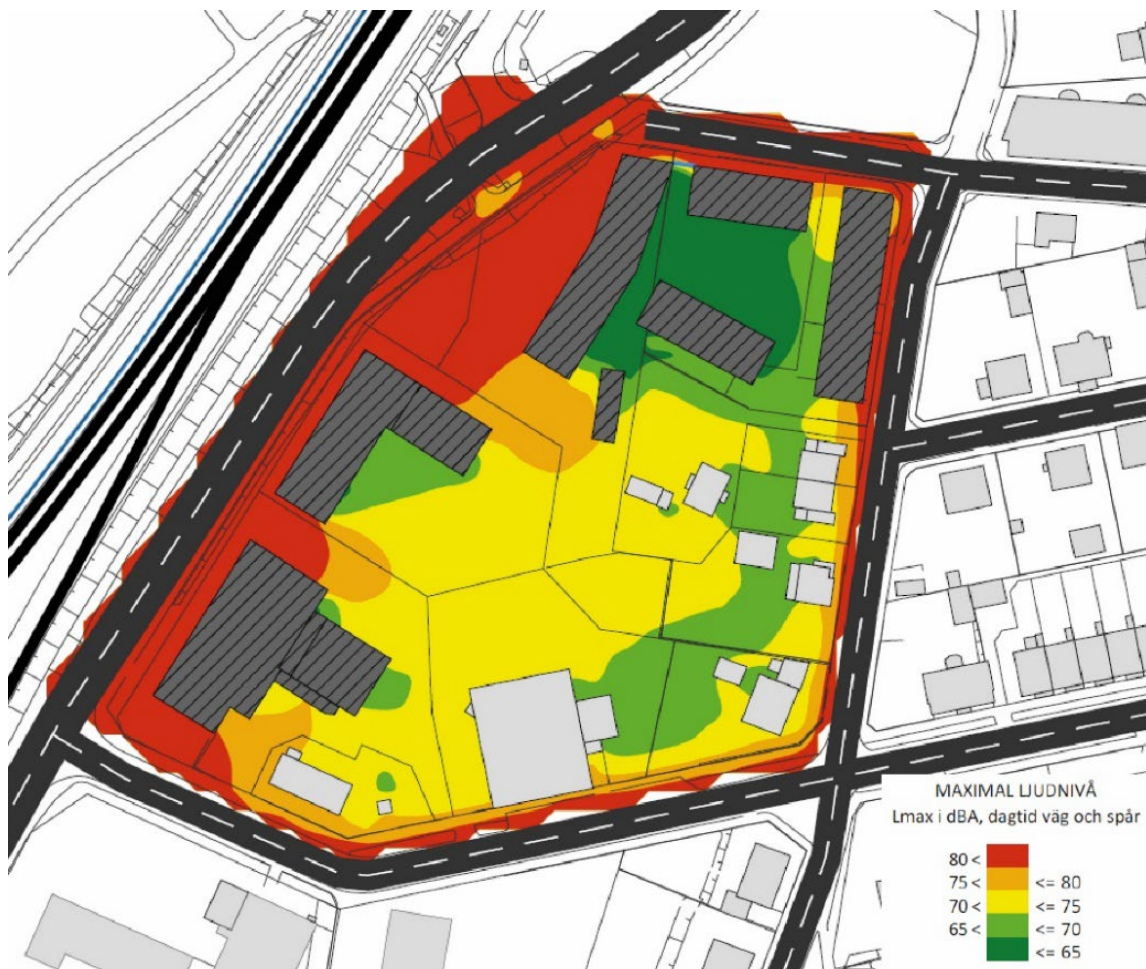 MAXIMAL LJUDNIVÅ
Lmax i dBA, dagtid väg och spår
80 <
75 < <= 80
70 < <= 75
65 < <= 70
<= 65